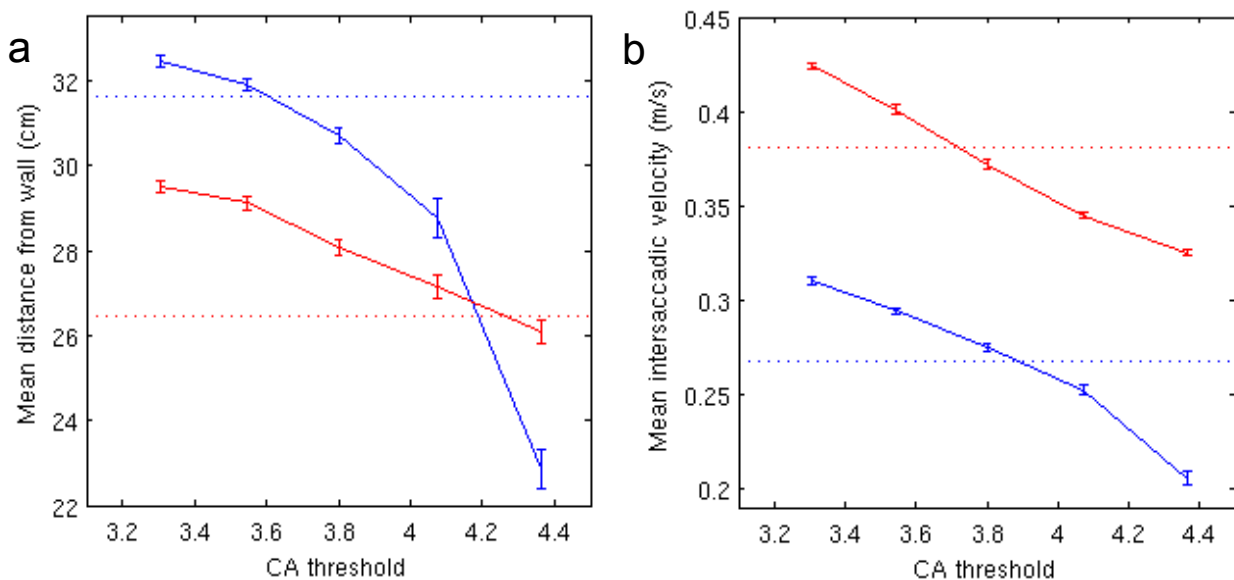 a
Mean distance from wall (cm)
32
30
28
26
24
22
3.2 3.4 3.6 3.8 4 4.2 4.4
CA threshold
b
Mean intersaccadic velocity (m/s)
0.45
0.4
0.35
0.3
0.25
0.2
3.2 3.4 3.6 3.8 4 4.2 4.4
CA threshold